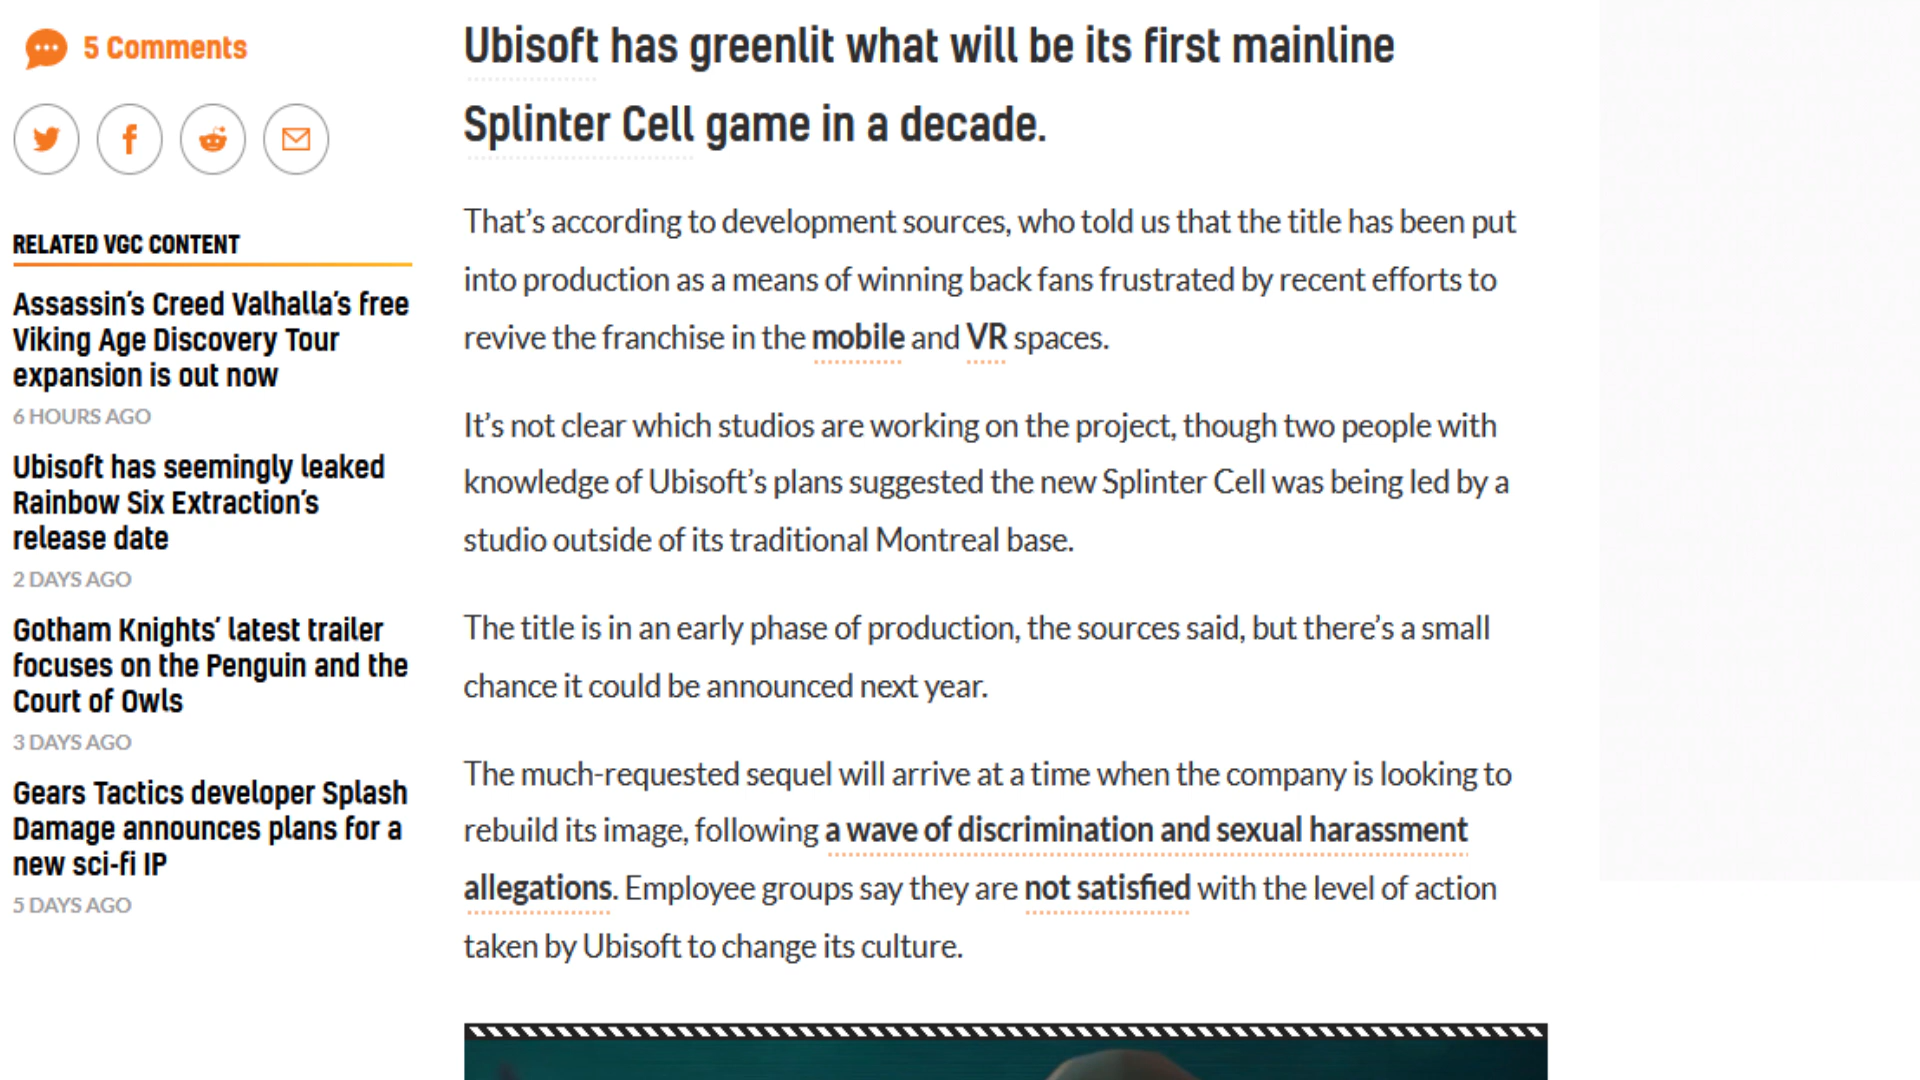 5 Comments
RELATED VGC CONTENT
Assassin’s Creed Valhalla’s free
Viking Age Discovery Tour
expansion is out now
6 HOURS AGO
Ubisoft has seemingly leaked
Rainbow Six Extraction’s
release date
2 DAYS AGO
Gotham Knights’ latest trailer
focuses on the Penguin and the
Court of Owls
3 DAYS AGO
Gears Tactics developer Splash
Damage announces plans for a
new sci-fi IP
5 DAYS AGO
Ubisoft has greenlit what will be its first mainline
Splinter Cell game in a decade.
That’s according to development sources, who told us that the title has been put
into production as a means of winning back fans frustrated by recent efforts to
revive the franchise in the mobile and VR spaces.
It’s not clear which studios are working on the project, though two people with
knowledge of Ubisoft’s plans suggested the new Splinter Cell was being led by a
studio outside of its traditional Montreal base.
The title is in an early phase of production, the sources said, but there’s a small
chance it could be announced next year.
The much-requested sequel will arrive at a time when the company is looking to
rebuild its image, following a wave of discrimination and sexual harassment
allegations. Employee groups say they are not satisfied with the level of action
taken by Ubisoft to change its culture.